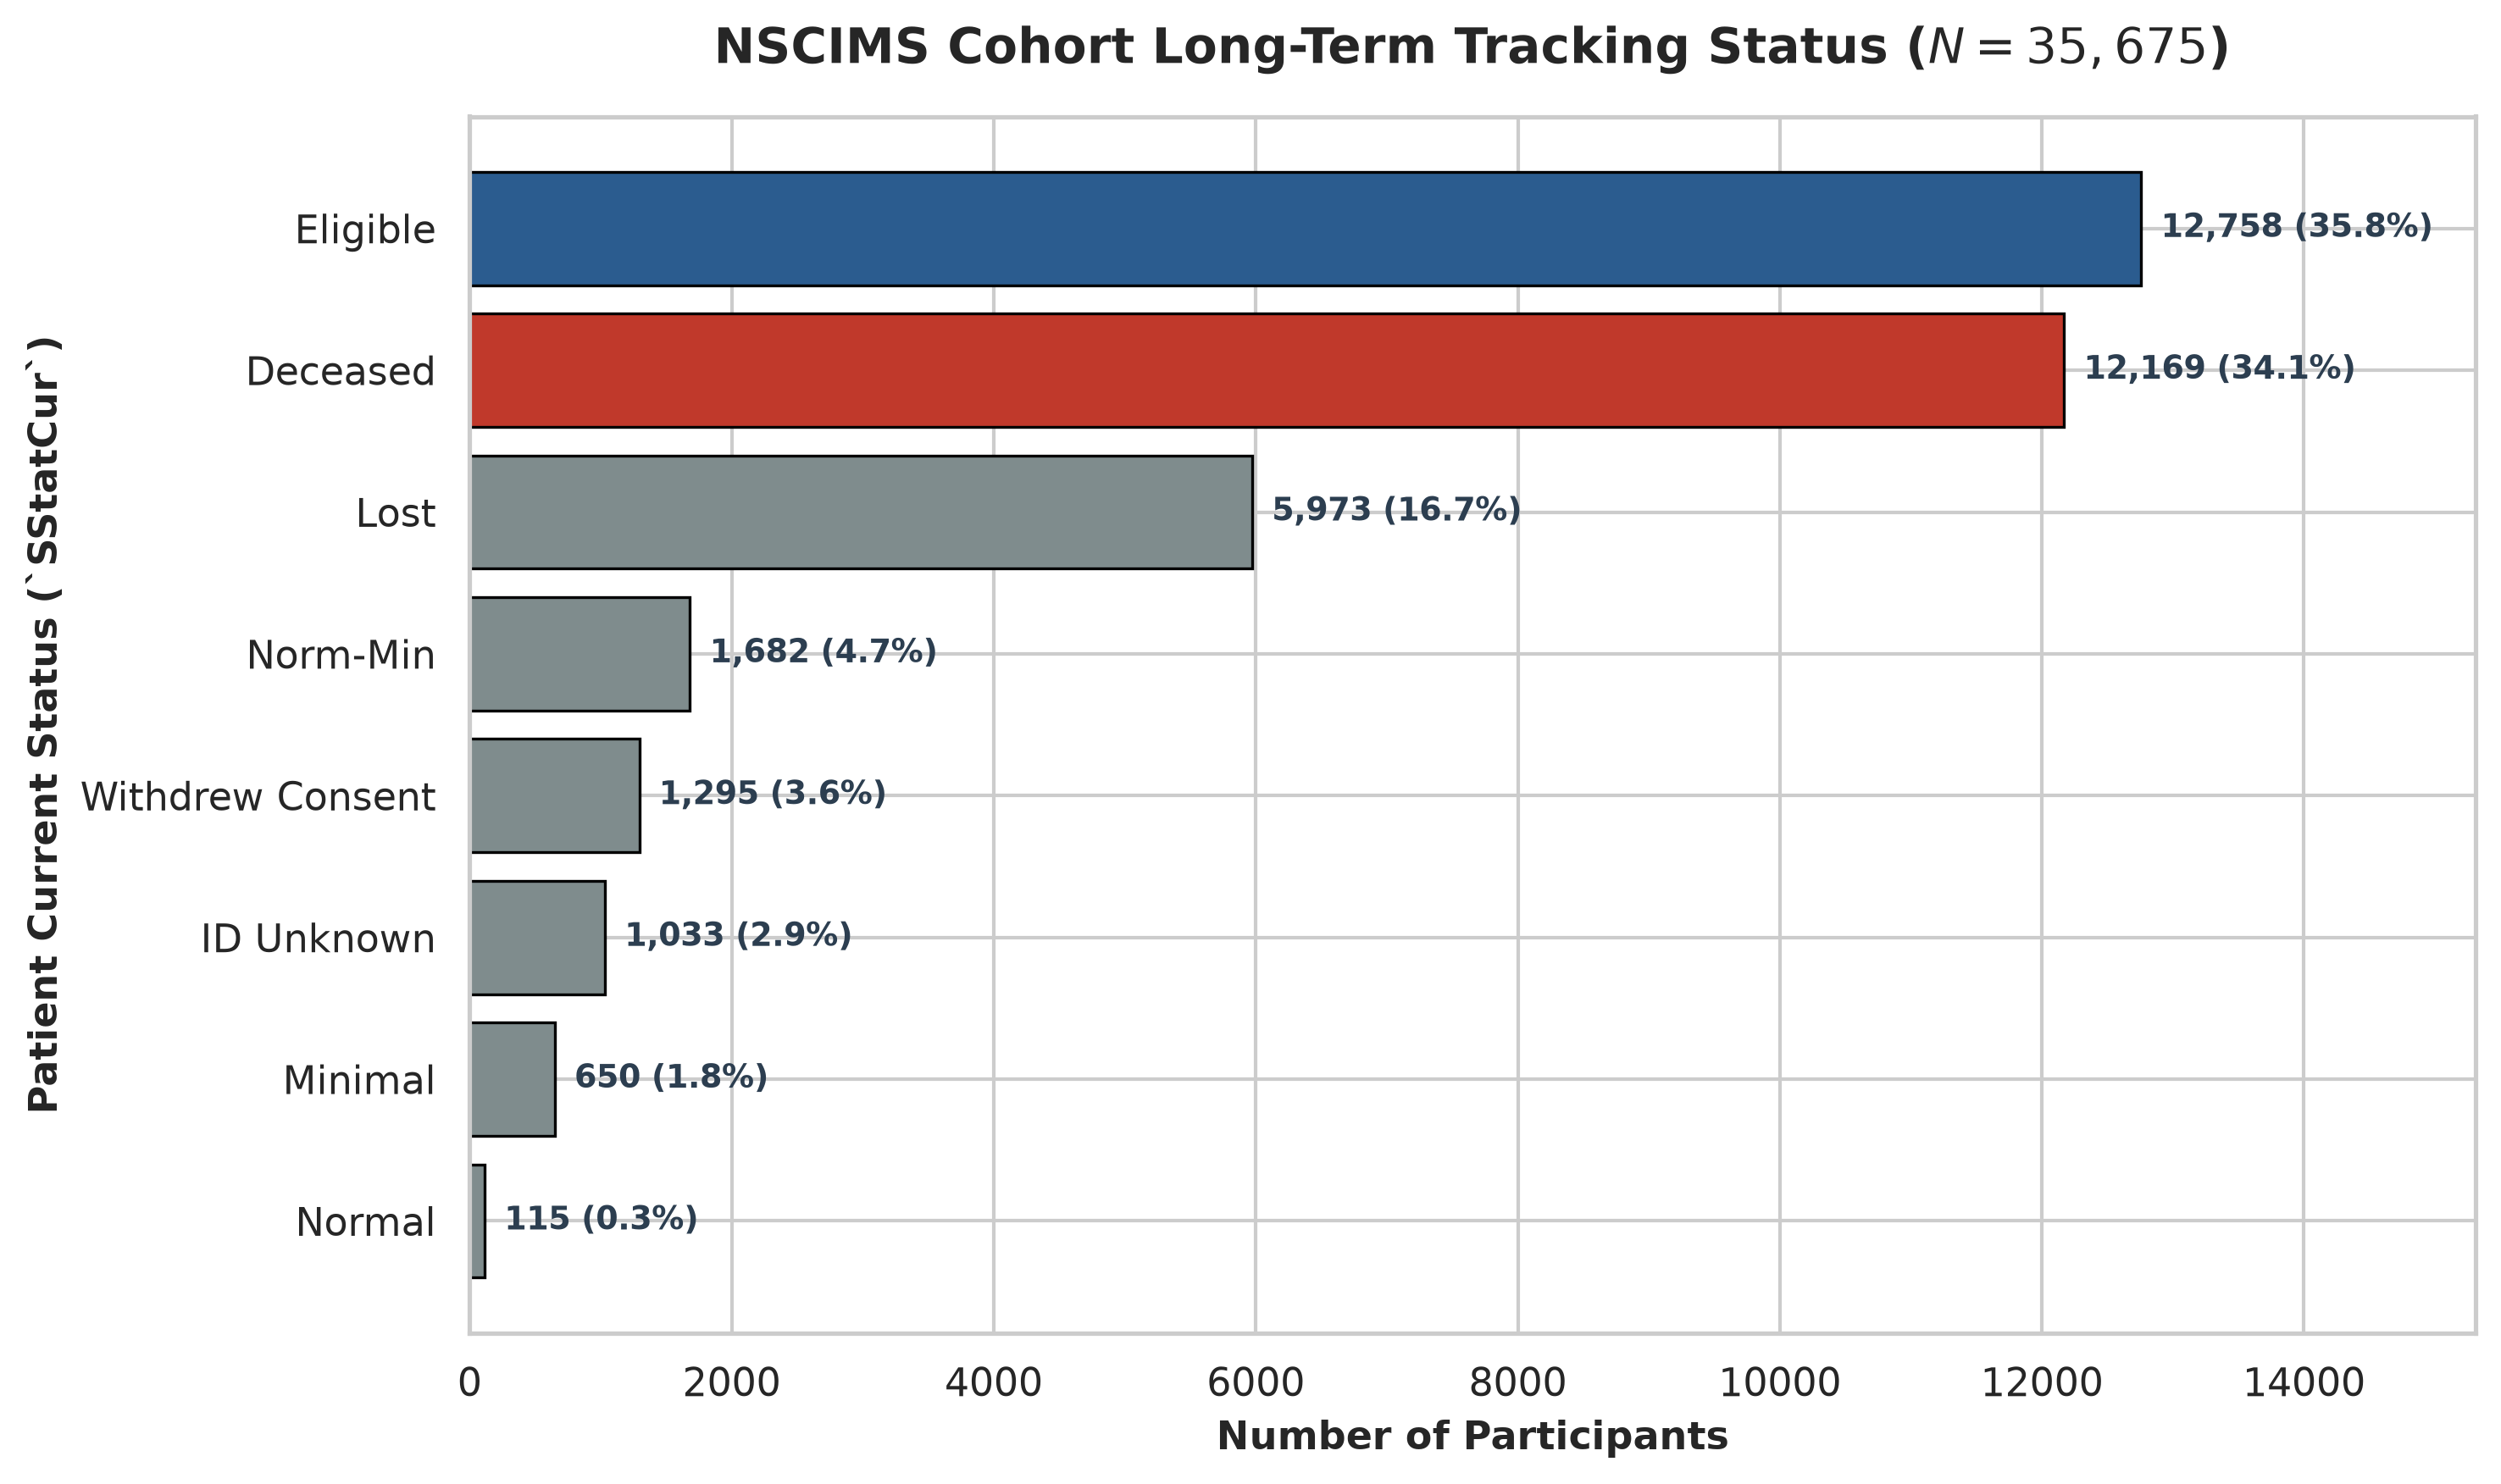 NSCIMS Cohort Long-Term Tracking Status (N = 35,675)
Patient Current Status (`SStatCur`)
Eligible 12,758 (35.8%)
Deceased 12,169 (34.1%)
Lost 5,973 (16.7%)
Norm-Min 1,682 (4.7%)
Withdrew Consent 1,295 (3.6%)
ID Unknown 1,033 (2.9%)
Minimal 650 (1.8%)
Normal 115 (0.3%)
0 2000 4000 6000 8000 10000 12000 14000
Number of Participants